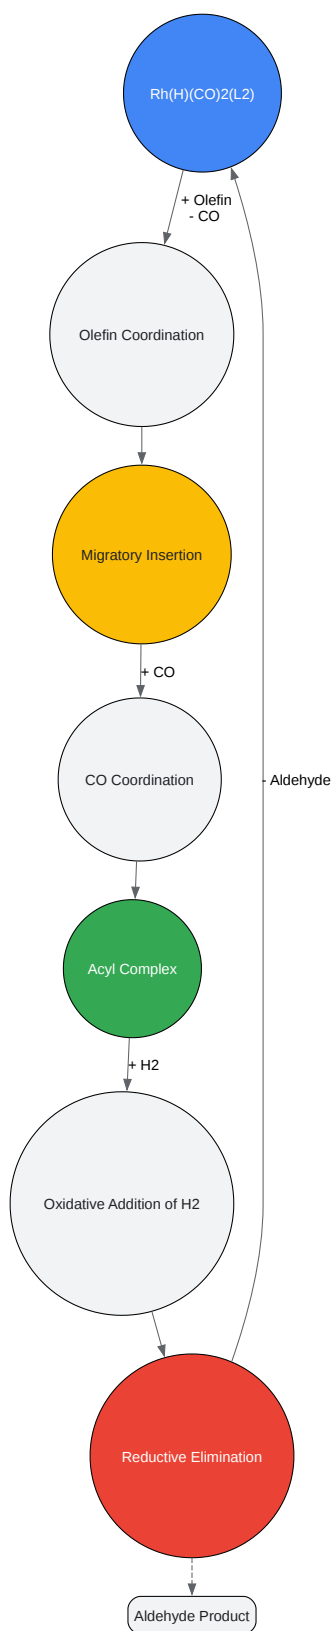 Rh(H)(CO)2(L2)
+ Olefin
- CO
Olefin Coordination
Migratory Insertion
+ CO
CO Coordination
- Aldehyde
Acyl Complex
+ H2
Oxidative Addition of H2
Reductive Elimination
Aldehyde Product